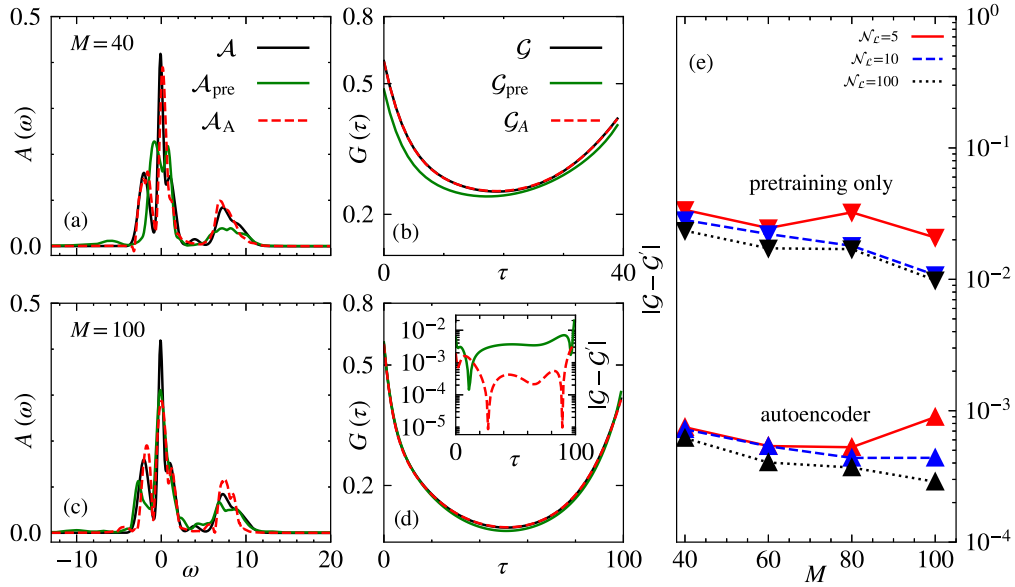 0.5
M = 40
𝒜
𝒜pre
𝒜A
A(ω)
(a)
0.0
0.8
𝒢
𝒢pre
𝒢A
0.5
G(τ)
0.2
(b)
0
τ
40
0.5
M = 100
A(ω)
(c)
0.0
−10
0
10
20
ω
0.8
10⁻²
10⁻³
10⁻⁴
10⁻⁵
|𝒢−𝒢′|
0
τ
100
0.5
G(τ)
0.2
(d)
0
τ
100
(e)
𝒩ℒ=5
𝒩ℒ=10
𝒩ℒ=100
pretraining only
autoencoder
|𝒢−𝒢′|
10⁰
10⁻¹
10⁻²
10⁻³
10⁻⁴
40
60
80
100
M